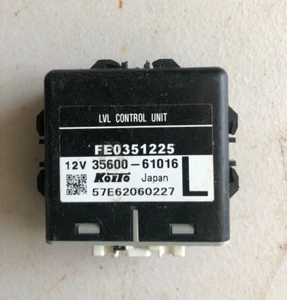 LVL CONTROL UNIT
FE0351225
12V 35600-61016
KOITO Japan L
57E62060227